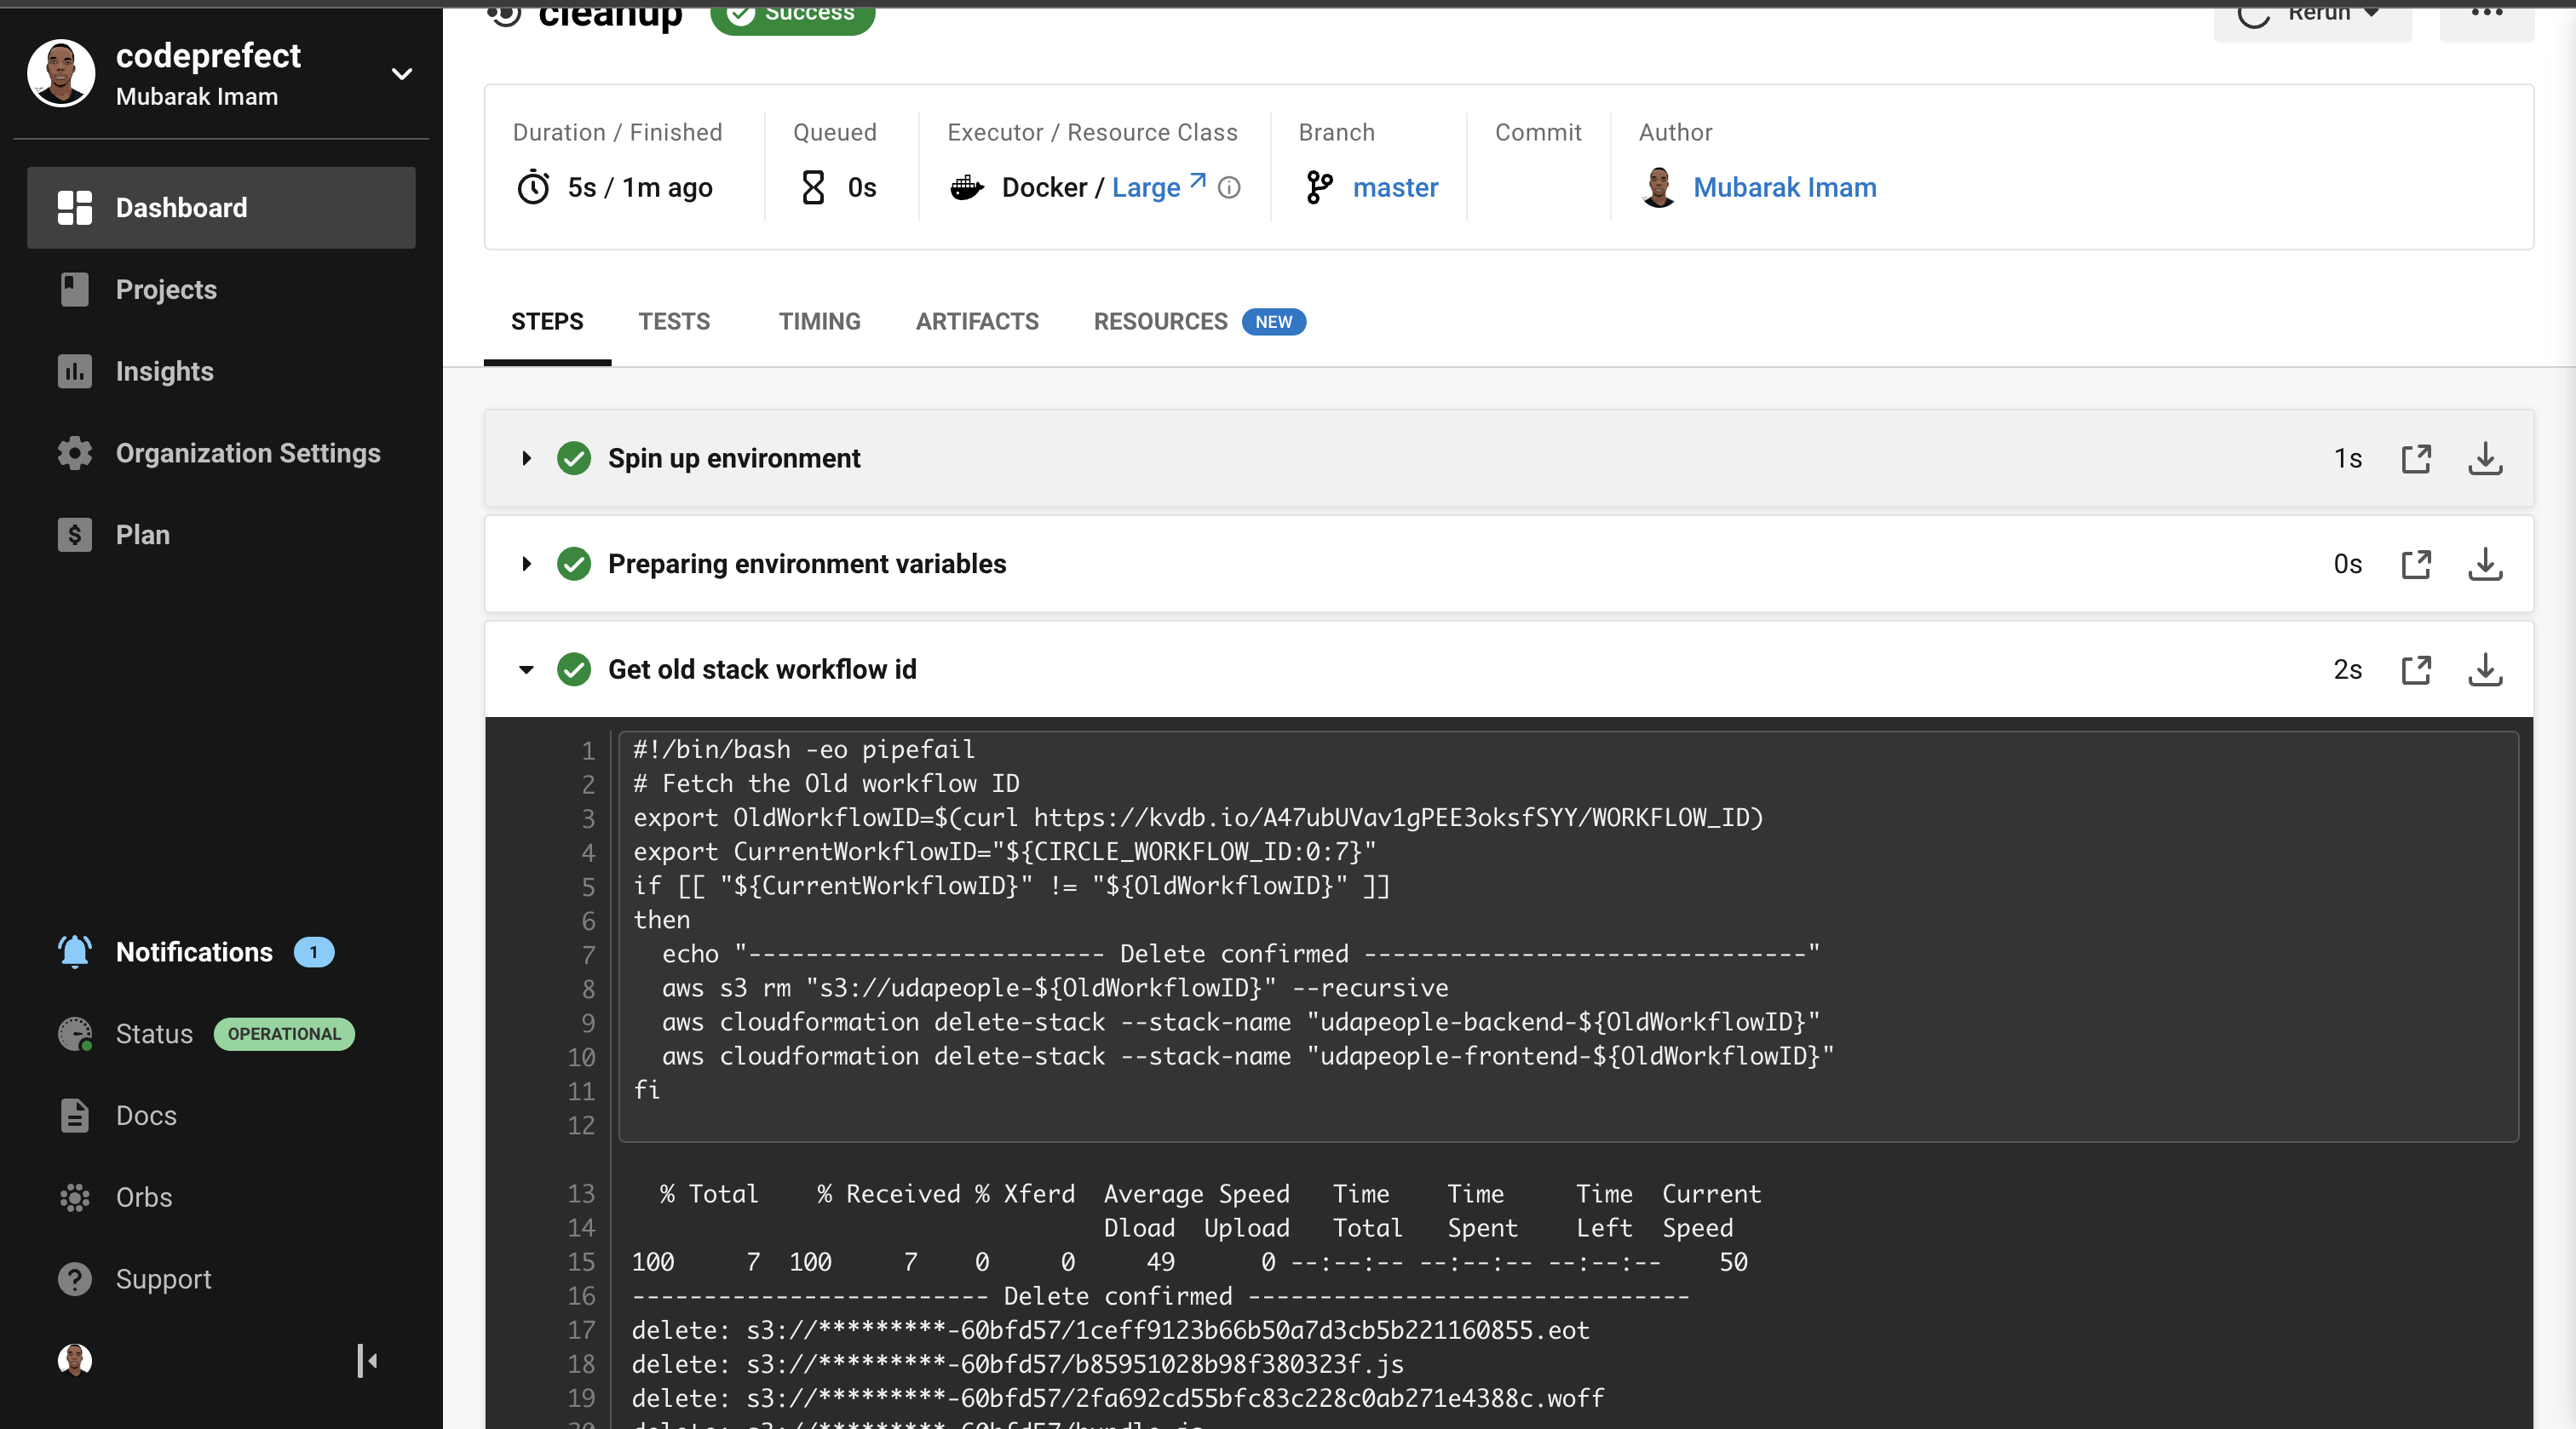 cleanup Success Rerun
codeprefect
Mubarak Imam
Dashboard
Projects
Insights
Organization Settings
Plan
Notifications 1
Status OPERATIONAL
Docs
Orbs
Support
Duration / Finished
5s / 1m ago
Queued
0s
Executor / Resource Class
Docker / Large
Branch
master
Commit
Author
Mubarak Imam
STEPS TESTS TIMING ARTIFACTS RESOURCES NEW
Spin up environment 1s
Preparing environment variables 0s
Get old stack workflow id 2s
1 #!/bin/bash -eo pipefail
2 # Fetch the Old workflow ID
3 export OldWorkflowID=$(curl https://kvdb.io/A47ubUVav1gPEE3oksfSYY/WORKFLOW_ID)
4 export CurrentWorkflowID="${CIRCLE_WORKFLOW_ID:0:7}"
5 if [[ "${CurrentWorkflowID}" != "${OldWorkflowID}" ]]
6 then
7   echo "------------------------- Delete confirmed -------------------------------"
8   aws s3 rm "s3://udapeople-${OldWorkflowID}" --recursive
9   aws cloudformation delete-stack --stack-name "udapeople-backend-${OldWorkflowID}"
10   aws cloudformation delete-stack --stack-name "udapeople-frontend-${OldWorkflowID}"
11 fi
12
13   % Total    % Received % Xferd  Average Speed   Time    Time     Time  Current
14                                  Dload  Upload   Total   Spent    Left  Speed
15 100     7  100     7    0     0     49      0 --:--:-- --:--:-- --:--:--    50
16 ------------------------- Delete confirmed -------------------------------
17 delete: s3://*********-60bfd57/1ceff9123b66b50a7d3cb5b221160855.eot
18 delete: s3://*********-60bfd57/b85951028b98f380323f.js
19 delete: s3://*********-60bfd57/2fa692cd55bfc83c228c0ab271e4388c.woff
20 delete: s3://*********-60bfd57/bundle.js